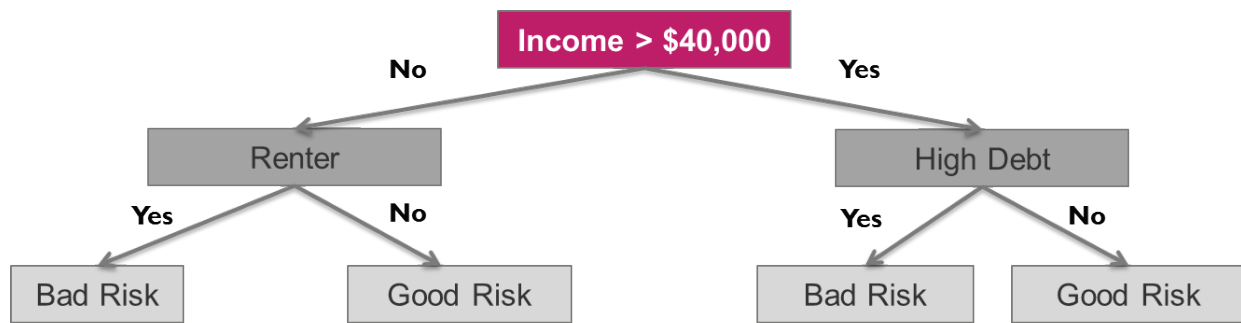 Income > $40,000
No
Yes
Renter
High Debt
Yes
No
Yes
No
Bad Risk
Good Risk
Bad Risk
Good Risk